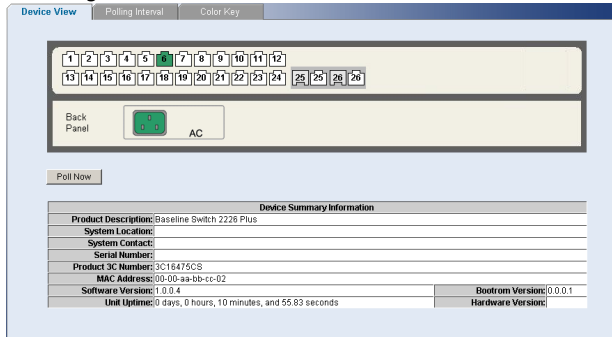 Device View Polling Interval Color Key
1 2 3 4 5 6 7 8 9 10 11 12
13 14 15 16 17 18 19 20 21 22 23 24 25 25 26 26
Back
Panel
AC
Poll Now
Device Summary Information
Product Description: Baseline Switch 2226 Plus
System Location:
System Contact:
Serial Number:
Product 3C Number: 3C16475CS
MAC Address: 00-00-aa-bb-cc-02
Software Version: 1.0.0.4 Bootrom Version: 0.0.0.1
Unit Uptime: 0 days, 0 hours, 10 minutes, and 55.83 seconds Hardware Version: